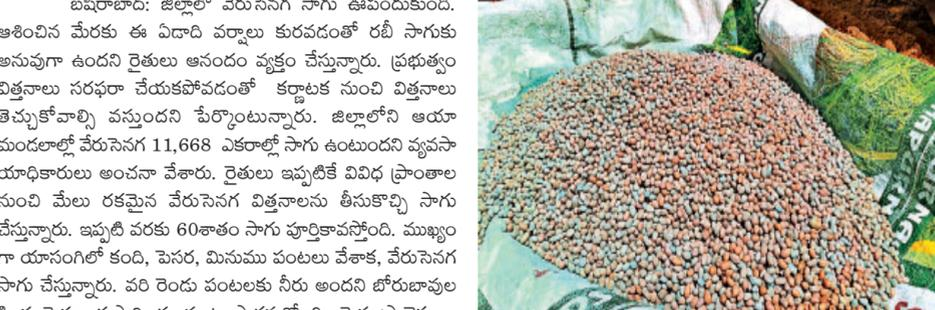 బషీరాబాద్: జిల్లాలో వేరుసెనగ సాగు ఊపందుకుంది.
ఆశించిన మేరకు ఈ ఏడాది వర్షాలు కురవడంతో రబీ సాగుకు
అనువుగా ఉందని రైతులు ఆనందం వ్యక్తం చేస్తున్నారు. ప్రభుత్వం
విత్తనాలు సరఫరా చేయకపోవడంతో కర్ణాటక నుంచి విత్తనాలు
తెచ్చుకోవాల్సి వస్తుందని పేర్కొంటున్నారు. జిల్లాలోని ఆయా
మండలాల్లో వేరుసెనగ 11,668 ఎకరాల్లో సాగు ఉంటుందని వ్యవసా
యాధికారులు అంచనా వేశారు. రైతులు ఇప్పటికే వివిధ ప్రాంతాల
నుంచి మేలు రకమైన వేరుసెనగ విత్తనాలను తీసుకొచ్చి సాగు
చేస్తున్నారు. ఇప్పటి వరకు 60శాతం సాగు పూర్తికావస్తోంది. ముఖ్యం
గా యాసంగిలో కంది, పెసర, మినుము పంటలు వేశాక, వేరుసెనగ
సాగు చేస్తున్నారు. వరి రెండు పంటలకు నీరు అందని బోరుబావుల